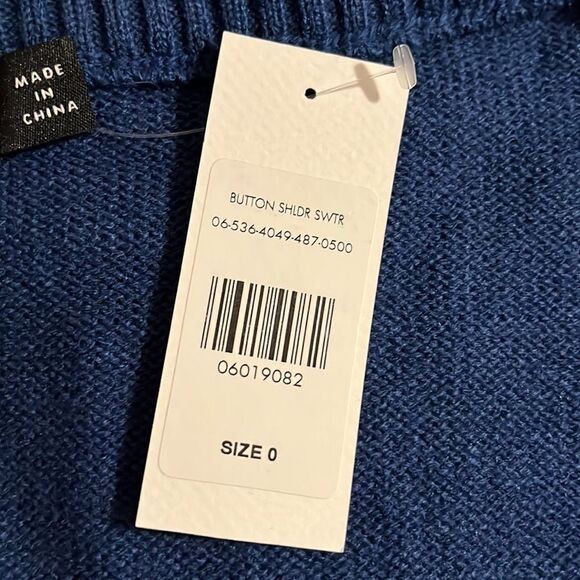 MADE
IN
CHINA
BUTTON SHLDR SWTR
06-536-4049-487-0500
06019082
SIZE 0